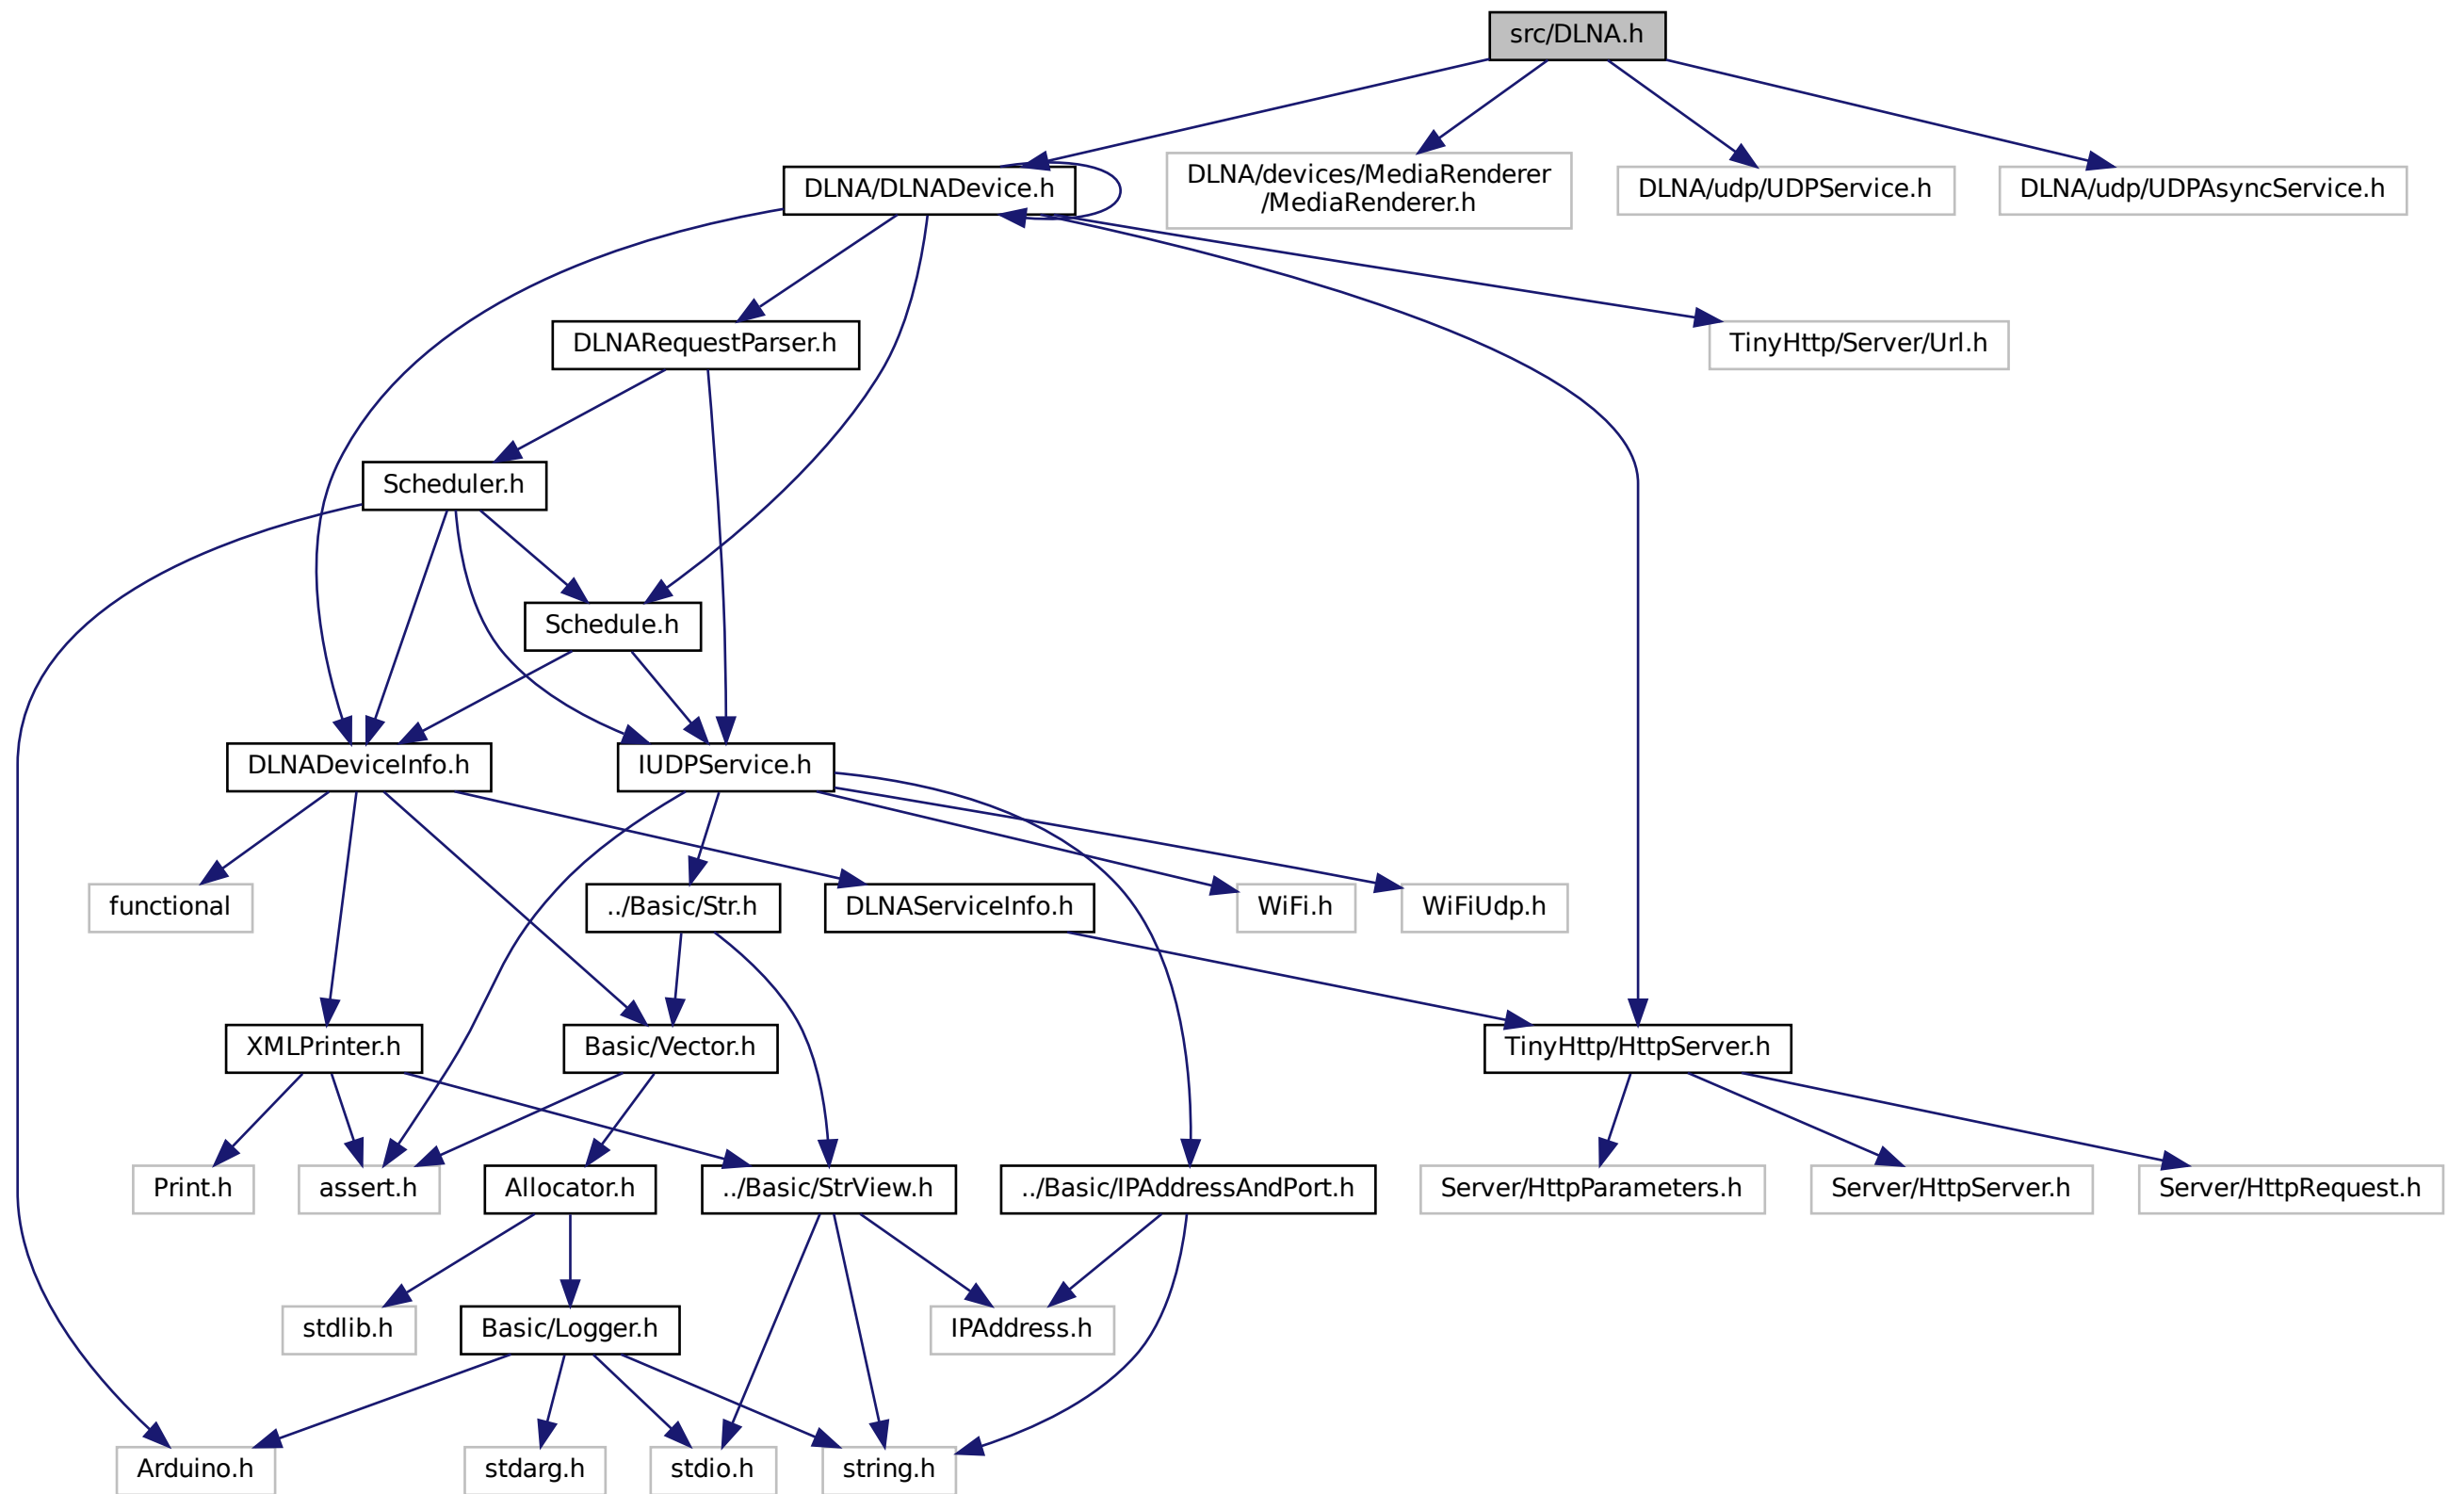 src/DLNA.h
DLNA/DLNADevice.h
DLNA/devices/MediaRenderer
/MediaRenderer.h
DLNA/udp/UDPService.h
DLNA/udp/UDPAsyncService.h
DLNARequestParser.h
TinyHttp/Server/Url.h
Scheduler.h
Schedule.h
DLNADeviceInfo.h
IUDPService.h
functional
../Basic/Str.h
DLNAServiceInfo.h
WiFi.h
WiFiUdp.h
XMLPrinter.h
Basic/Vector.h
TinyHttp/HttpServer.h
Print.h
assert.h
Allocator.h
../Basic/StrView.h
../Basic/IPAddressAndPort.h
Server/HttpParameters.h
Server/HttpServer.h
Server/HttpRequest.h
stdlib.h
Basic/Logger.h
IPAddress.h
Arduino.h
stdarg.h
stdio.h
string.h